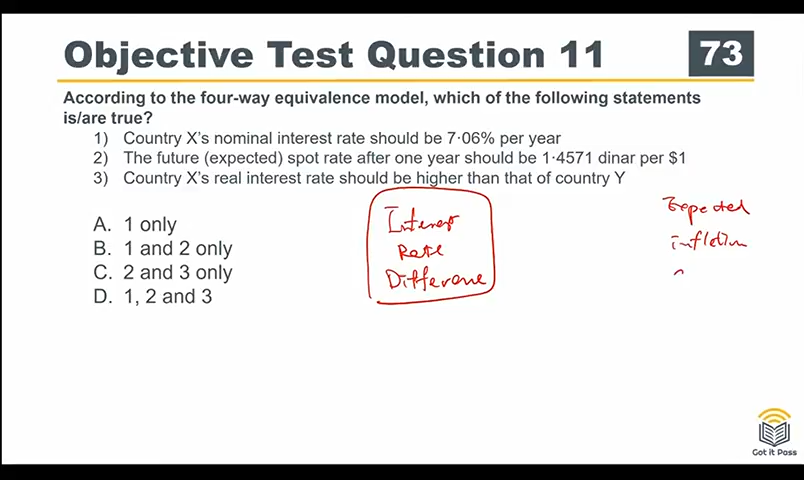 Objective Test Question 11
73
According to the four-way equivalence model, which of the following statements
is/are true?
1) Country X's nominal interest rate should be 7·06% per year
2) The future (expected) spot rate after one year should be 1·4571 dinar per $1
3) Country X's real interest rate should be higher than that of country Y
A. 1 only
B. 1 and 2 only
C. 2 and 3 only
D. 1, 2 and 3
Interest
Rate
Difference
Expected
inflation
Got it Pass